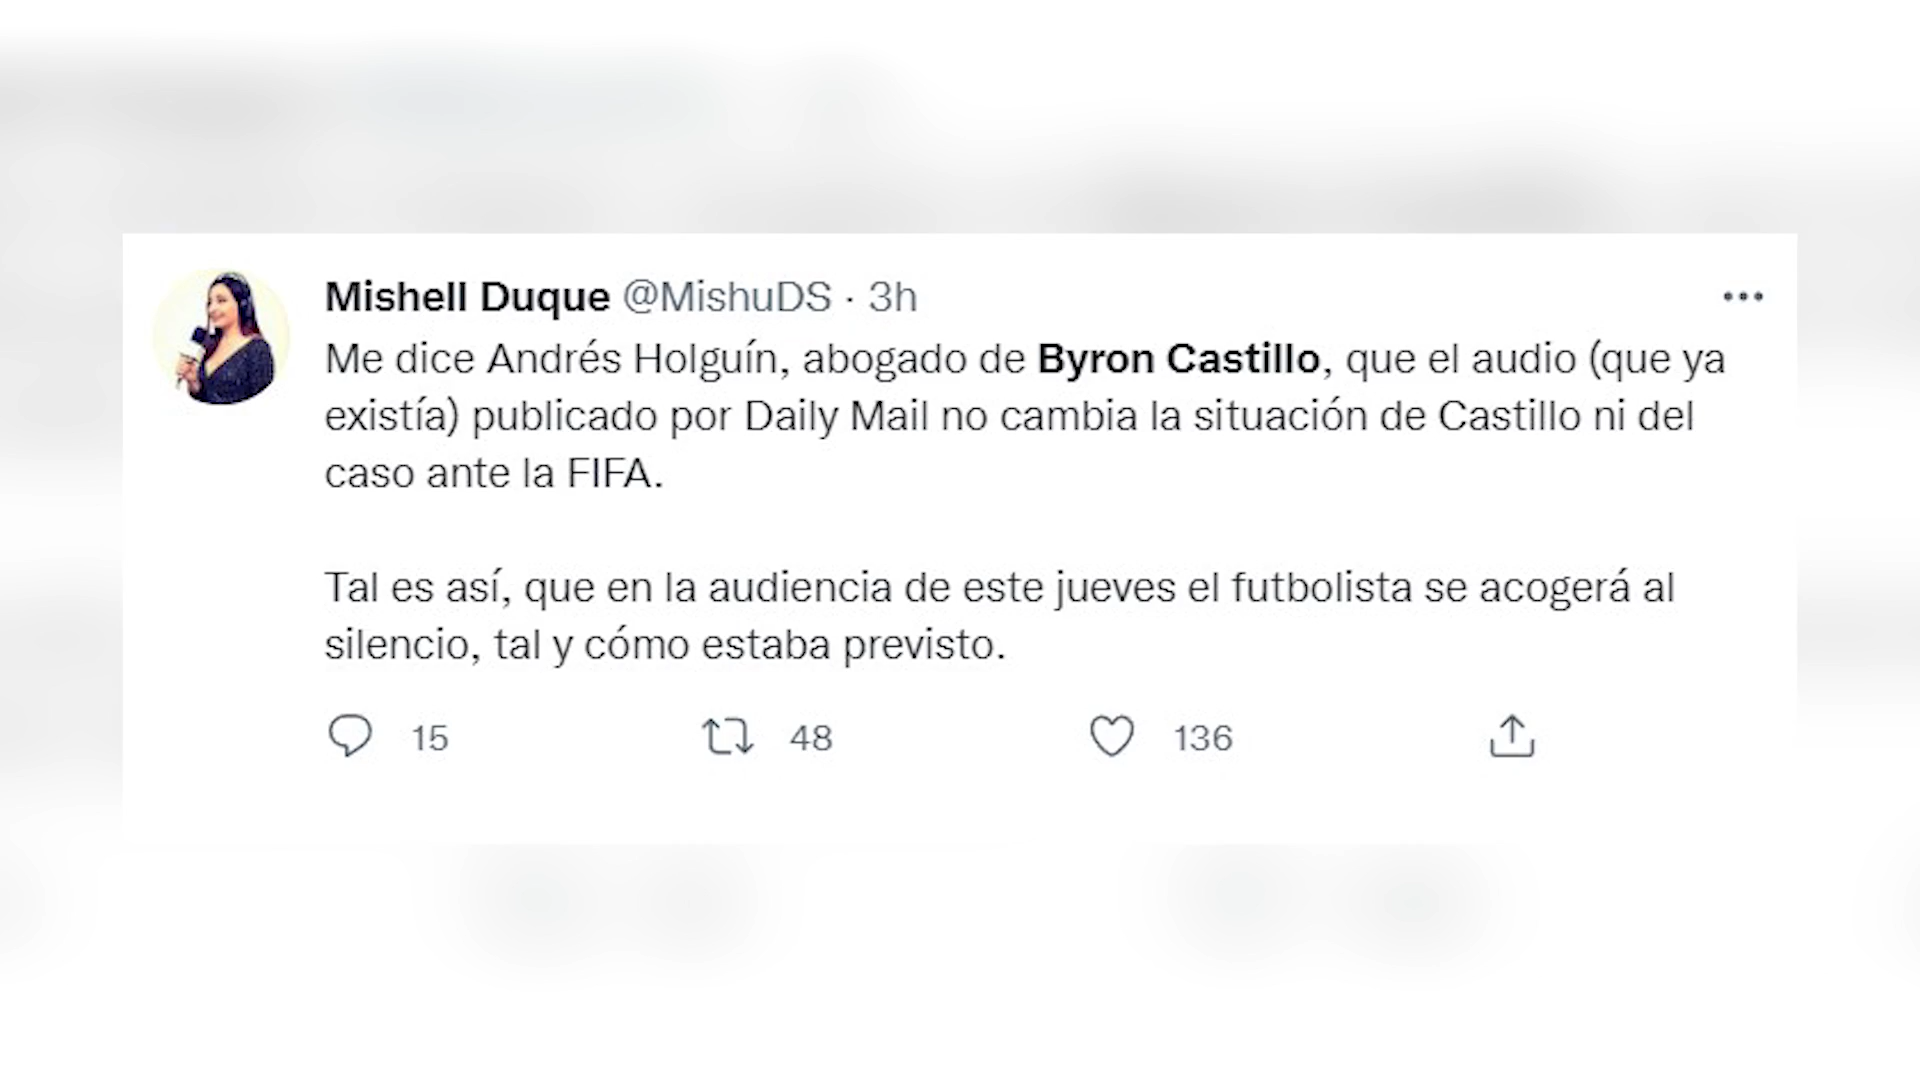 Mishell Duque @MishuDS · 3h
Me dice Andrés Holguín, abogado de Byron Castillo, que el audio (que ya
existía) publicado por Daily Mail no cambia la situación de Castillo ni del
caso ante la FIFA.
Tal es así, que en la audiencia de este jueves el futbolista se acogerá al
silencio, tal y cómo estaba previsto.
15 48 136